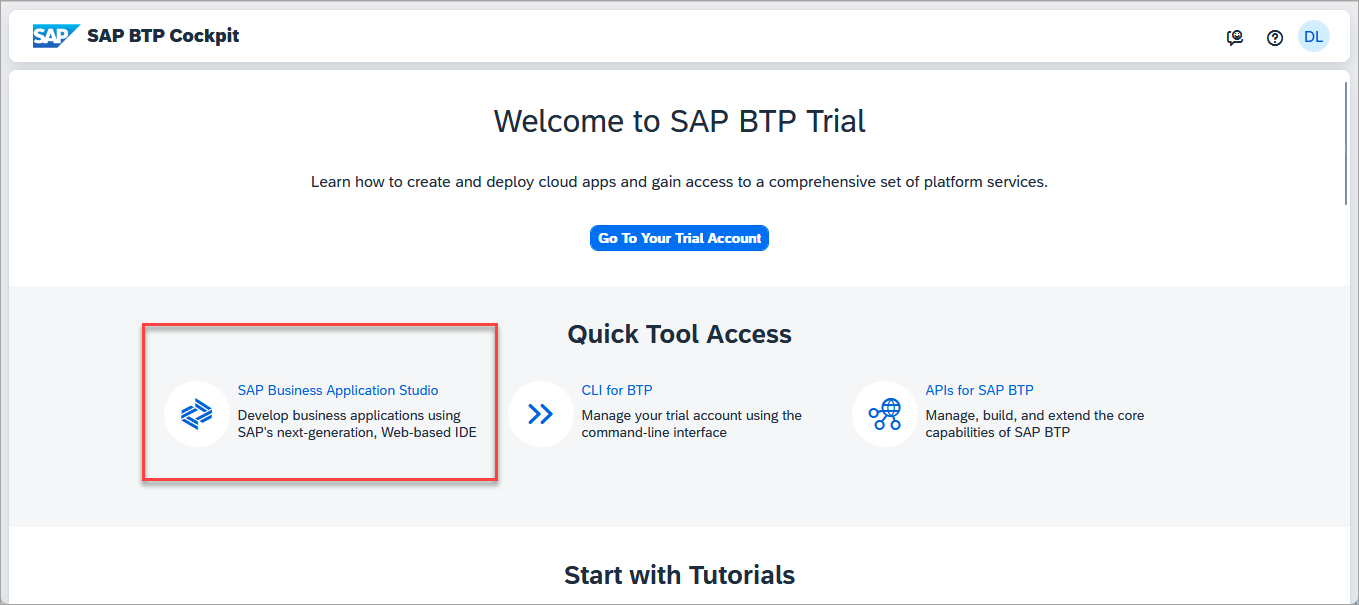 SAP SAP BTP Cockpit
DL
Welcome to SAP BTP Trial
Learn how to create and deploy cloud apps and gain access to a comprehensive set of platform services.
Go To Your Trial Account
Quick Tool Access
SAP Business Application Studio
Develop business applications using
SAP's next-generation, Web-based IDE
CLI for BTP
Manage your trial account using the
command-line interface
APIs for SAP BTP
Manage, build, and extend the core
capabilities of SAP BTP
Start with Tutorials